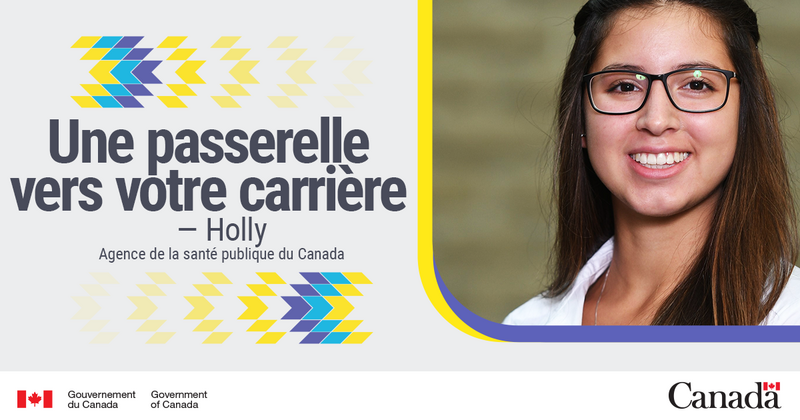 Une passerelle
vers votre carrière
— Holly
Agence de la santé publique du Canada
Gouvernement
du Canada
Government
of Canada
Canada